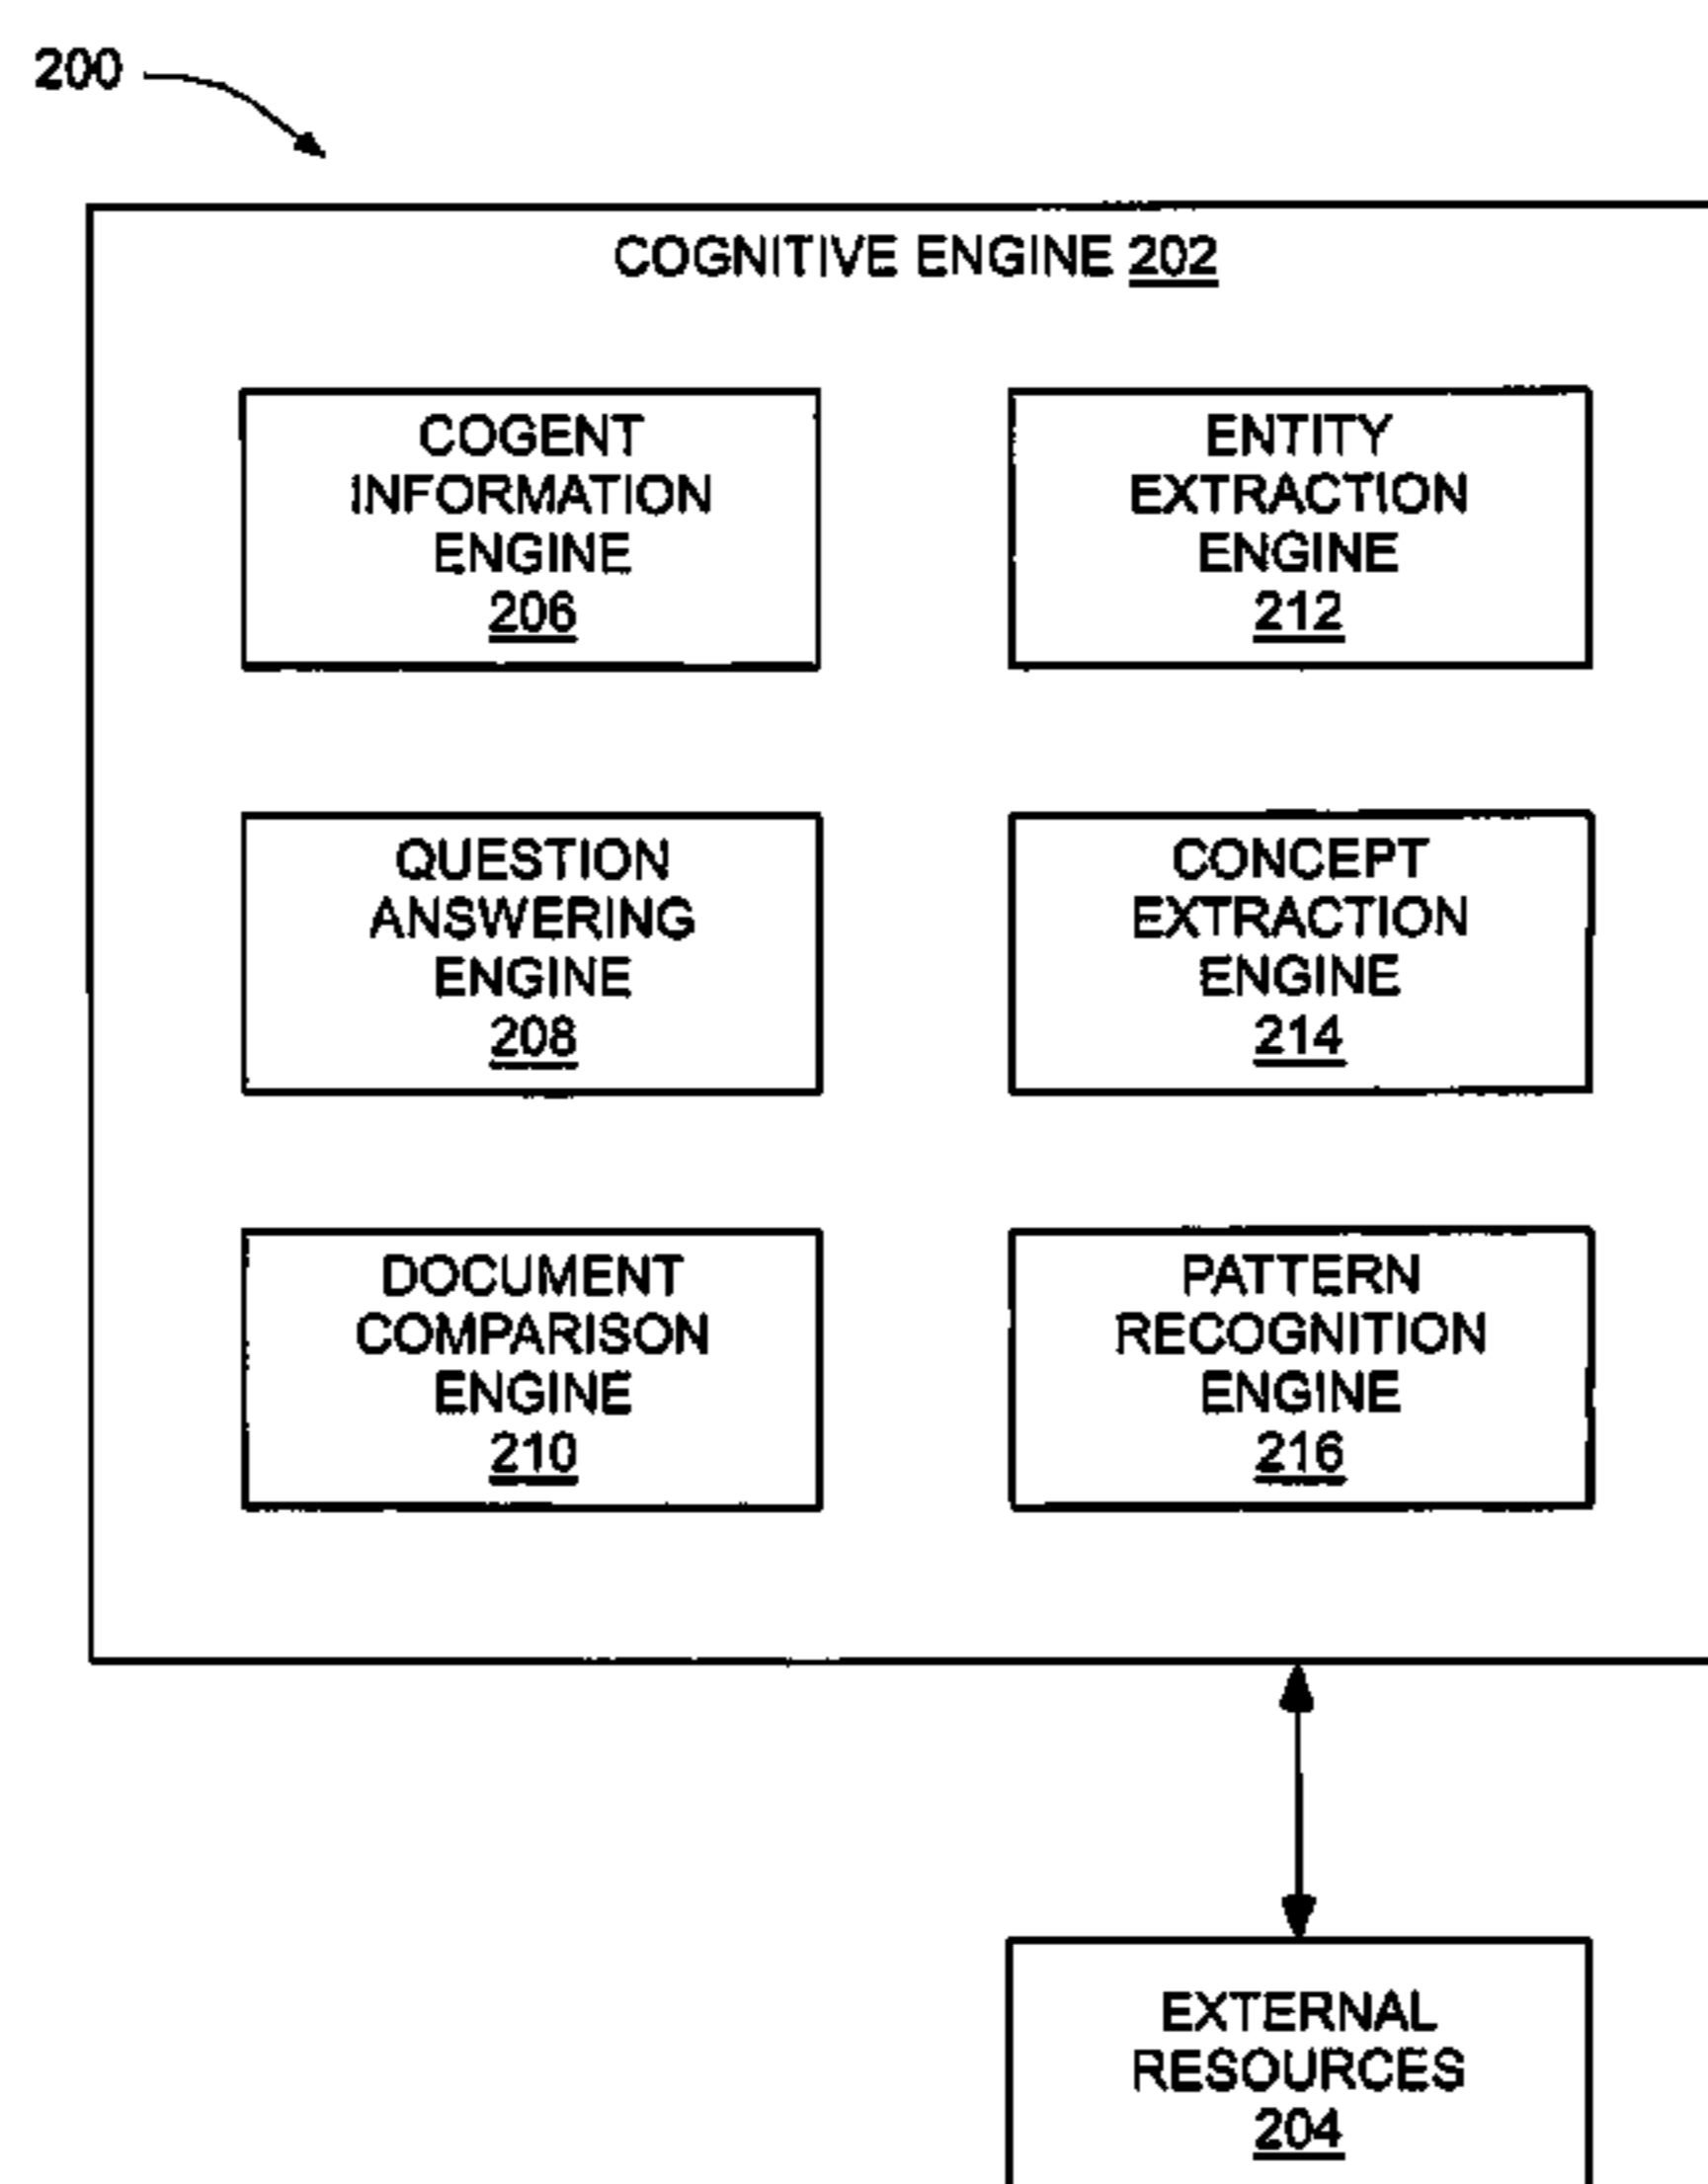 200
COGNITIVE ENGINE 202
COGENT
INFORMATION
ENGINE
206
ENTITY
EXTRACTION
ENGINE
212
QUESTION
ANSWERING
ENGINE
208
CONCEPT
EXTRACTION
ENGINE
214
DOCUMENT
COMPARISON
ENGINE
210
PATTERN
RECOGNITION
ENGINE
216
EXTERNAL
RESOURCES
204